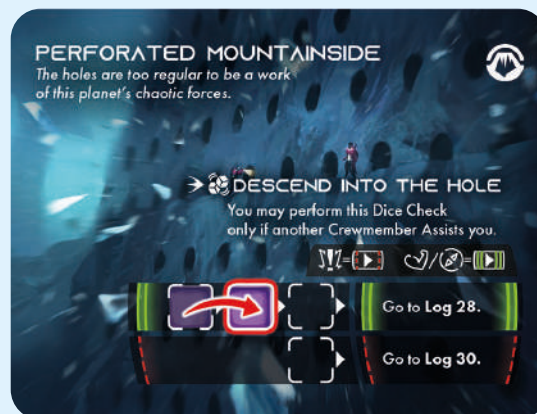 PERFORATED MOUNTAINSIDE
The holes are too regular to be a work
of this planet's chaotic forces.
DESCEND INTO THE HOLE
You may perform this Dice Check
only if another Crewmember Assists you.
Go to Log 28.
Go to Log 30.